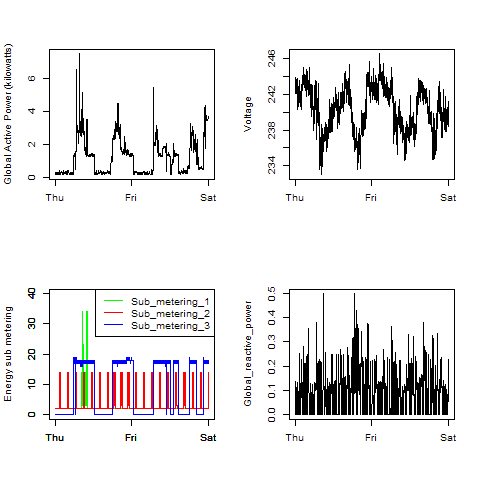 Global Active Power (kilowatts)
0 2 4 6
Thu Fri Sat
Voltage
234 238 242 246
Thu Fri Sat
Energy sub metering
0 10 20 30 40
Sub_metering_1
Sub_metering_2
Sub_metering_3
Thu Fri Sat
Global_reactive_power
0.0 0.1 0.2 0.3 0.4 0.5
Thu Fri Sat